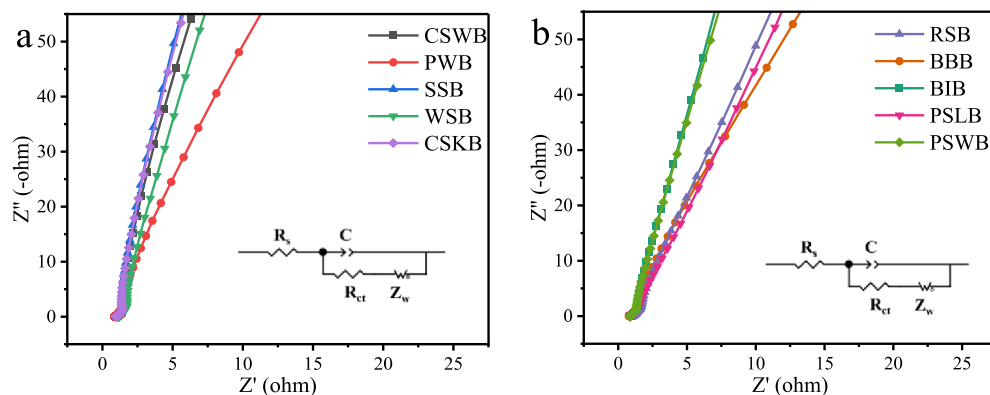 a
CSWB
PWB
SSB
WSB
CSKB
Z'' (-ohm)
50
40
30
20
10
0
0 5 10 15 20 25
Z' (ohm)
Rs
C
Rct
Zw
b
RSB
BBB
BIB
PSLB
PSWB
Z'' (-ohm)
50
40
30
20
10
0
0 5 10 15 20 25
Z' (ohm)
Rs
C
Rct
Zw